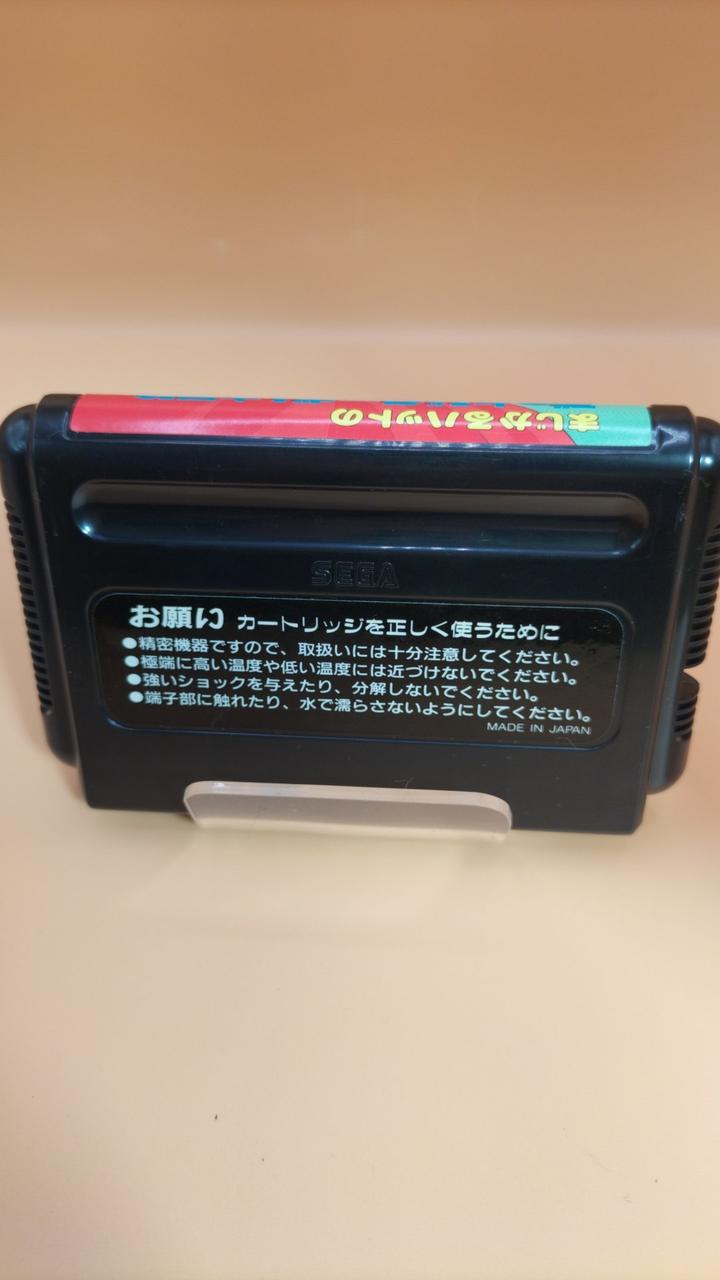 まじかるハットの
SEGA
お願い カートリッジを正しく使うために
●精密機器ですので、取扱いには十分注意してください。
●極端に高い温度や低い温度には近づけないでください。
●強いショックを与えたり、分解しないでください。
●端子部に触れたり、水で濡らさないようにしてください。
MADE IN JAPAN